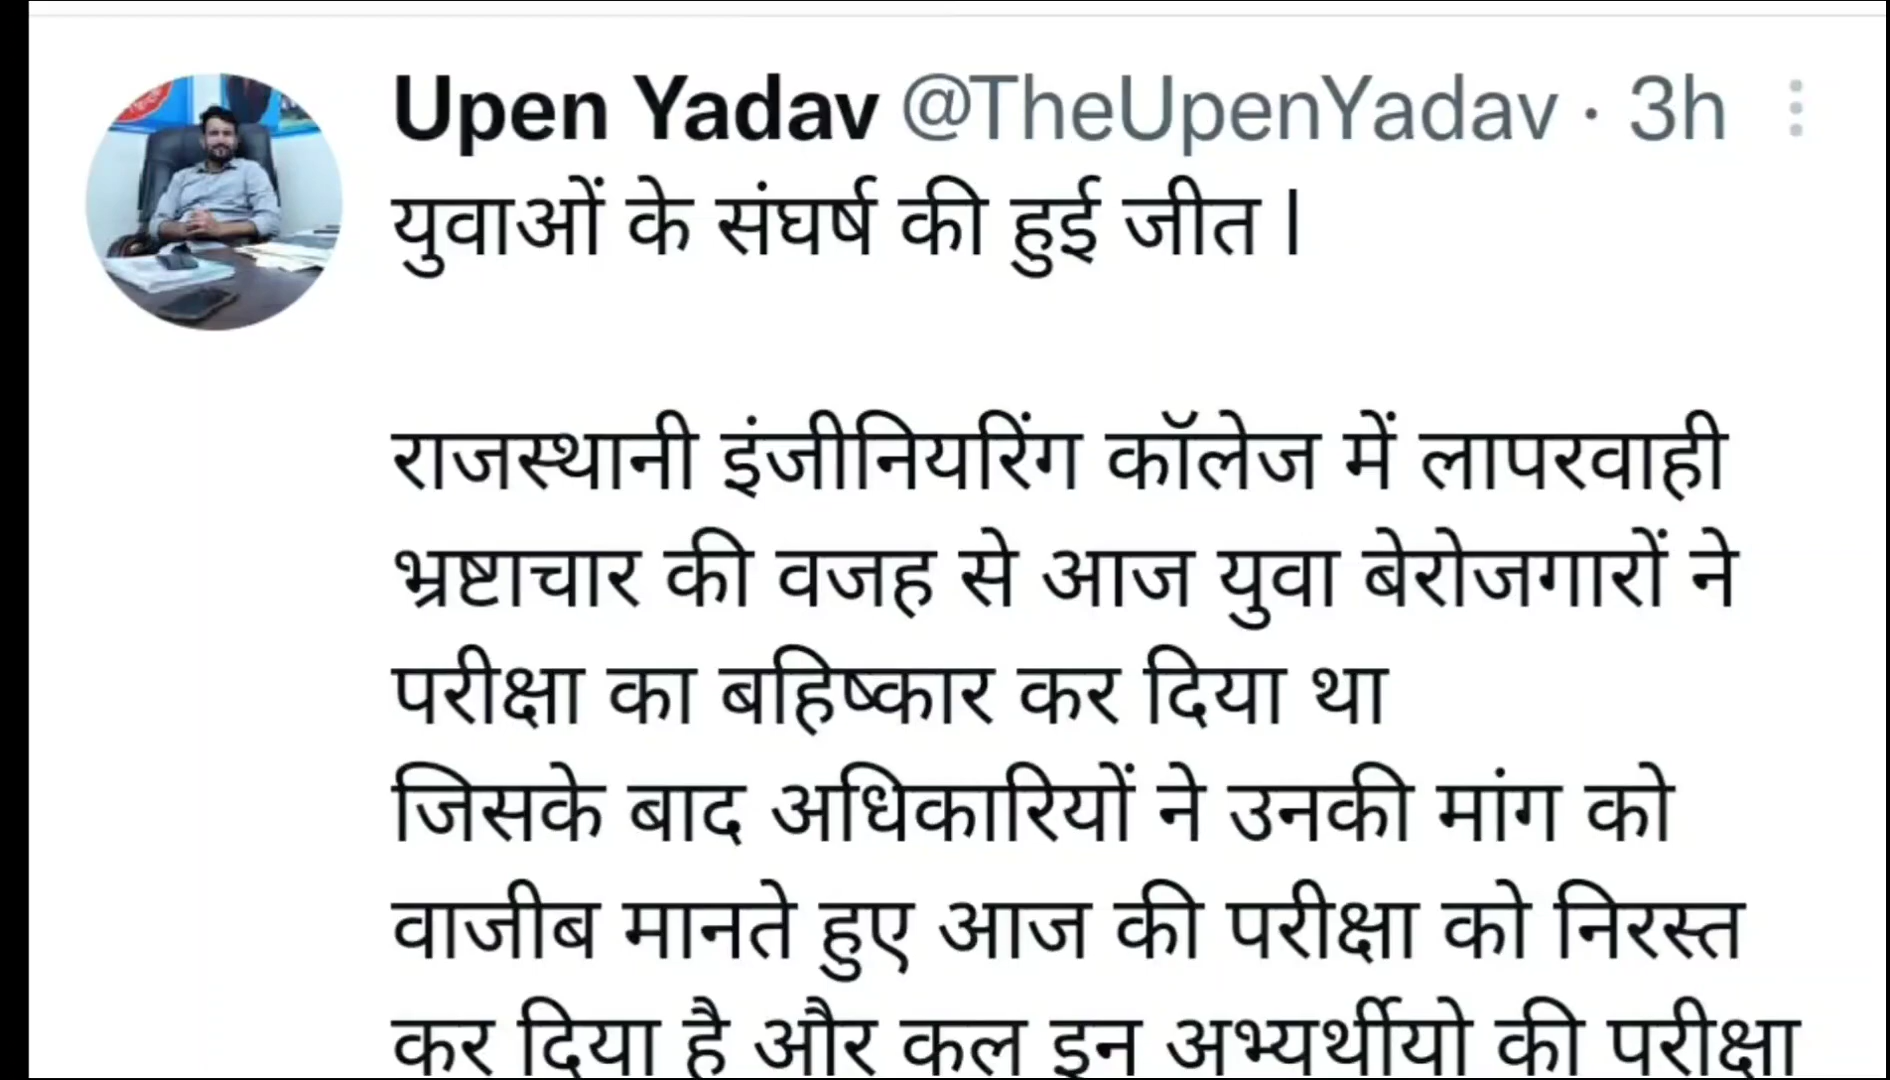 Upen Yadav @TheUpenYadav · 3h
युवाओं के संघर्ष की हुई जीत l
राजस्थानी इंजीनियरिंग कॉलेज में लापरवाही
भ्रष्टाचार की वजह से आज युवा बेरोजगारों ने
परीक्षा का बहिष्कार कर दिया था
जिसके बाद अधिकारियों ने उनकी मांग को
वाजीब मानते हुए आज की परीक्षा को निरस्त
कर दिया है और कल इन अभ्यर्थीयो की परीक्षा